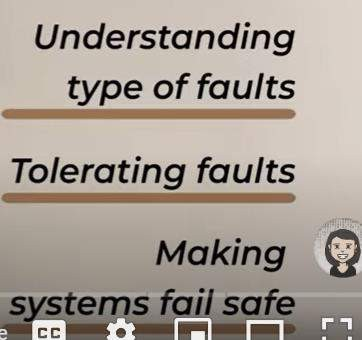 Understanding
type of faults
Tolerating faults
Making
systems fail safe
e
CC